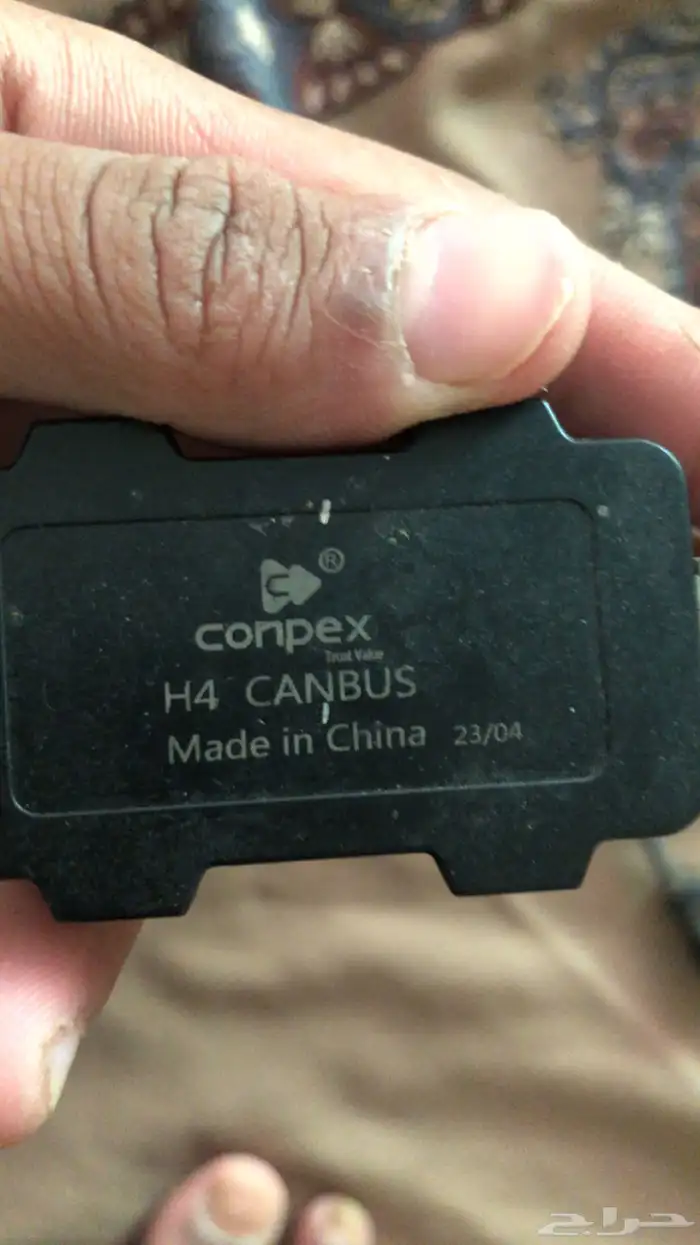 ®
conpex
Trust Value
H4 CANBUS
Made in China 23/04
حراج